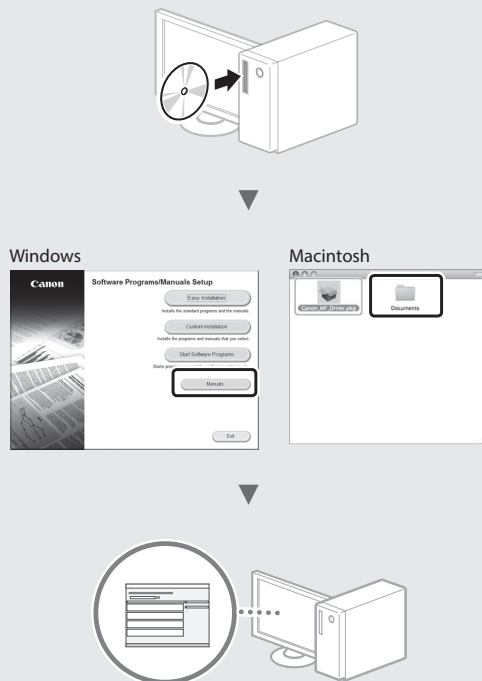 Windows
Canon
Software Programs/Manuals Setup
Easy Installation
Installs the standard programs and the manuals.
Custom Installation
Installs the programs and manuals that you select.
Start Software Programs
Starts
Manuals
Exit
Macintosh
Canon_MF_Driver.pkg
Documents